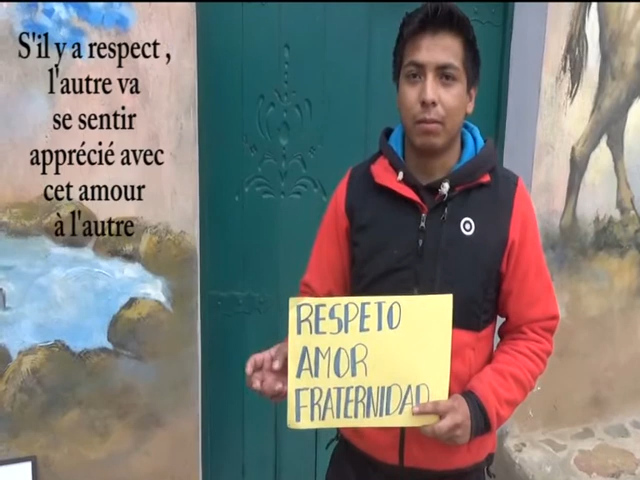 S'il y a respect ,
l'autre va
se sentir
apprécié avec
cet amour
à l'autre
RESPETO
AMOR
FRATERNIDAD